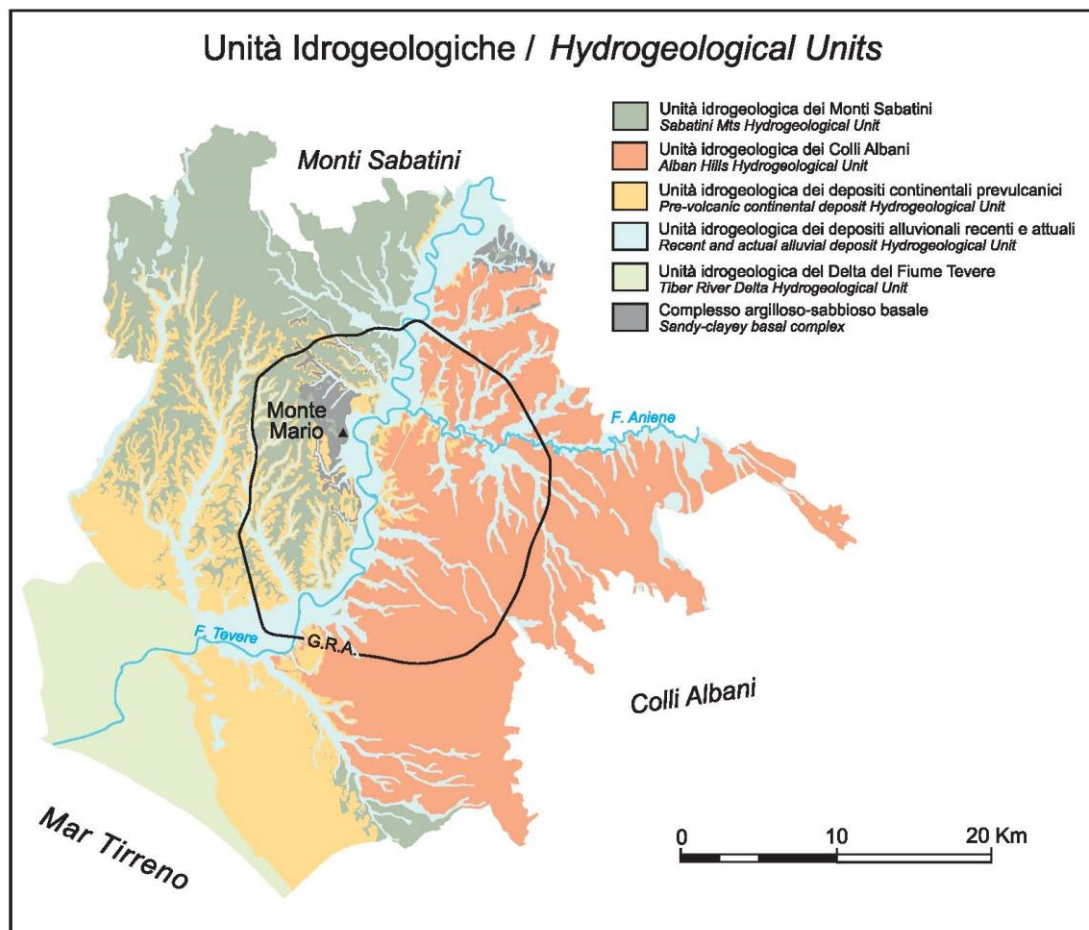 Unità Idrogeologiche / Hydrogeological Units
Monti Sabatini
Unità idrogeologica dei Monti Sabatini
Sabatini Mts Hydrogeological Unit
Unità idrogeologica dei Colli Albani
Alban Hills Hydrogeological Unit
Unità idrogeologica dei depositi continentali prevulcanici
Pre-volcanic continental deposit Hydrogeological Unit
Unità idrogeologica dei depositi alluvionali recenti e attuali
Recent and actual alluvial deposit Hydrogeological Unit
Unità idrogeologica del Delta del Fiume Tevere
Tiber River Delta Hydrogeological Unit
Complesso argilloso-sabbioso basale
Sandy-clayey basal complex
Monte
Mario
F. Aniene
F. Tevere
G.R.A.
Colli Albani
Mar Tirreno
0 10 20 Km